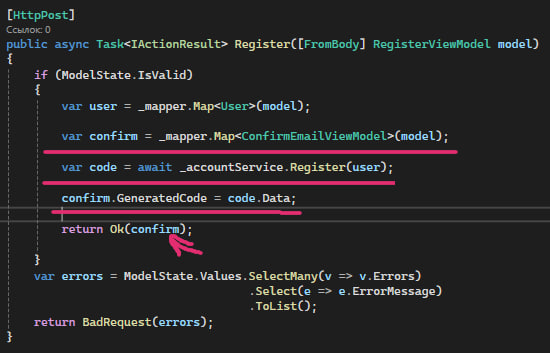 [HttpPost]
Ссылок: 0
public async Task<IActionResult> Register([FromBody] RegisterViewModel model)
{
if (ModelState.IsValid)
{
var user = _mapper.Map<User>(model);
var confirm = _mapper.Map<ConfirmEmailViewModel>(model);
var code = await _accountService.Register(user);
confirm.GeneratedCode = code.Data;
return Ok(confirm);
}
var errors = ModelState.Values.SelectMany(v => v.Errors)
.Select(e => e.ErrorMessage)
.ToList();
return BadRequest(errors);
}